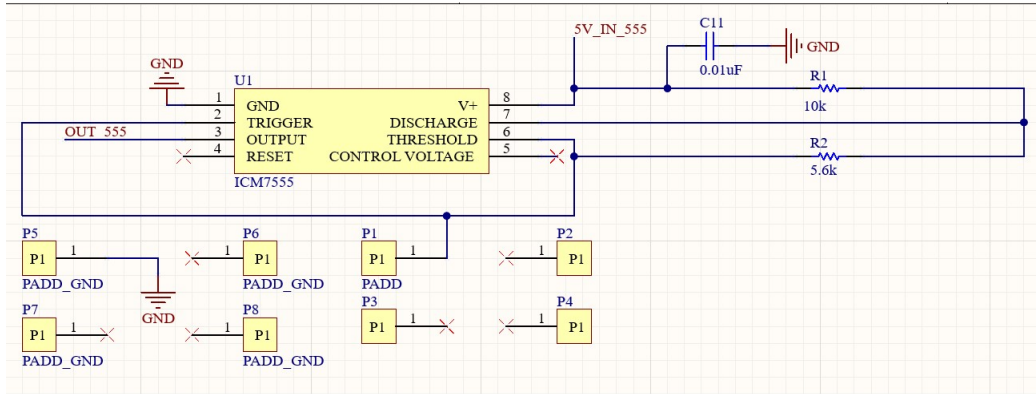 5V_IN_555
C11
GND
0.01uF
GND
U1
R1
10k
1
GND
V+
8
2
TRIGGER
DISCHARGE
7
OUT_555
3
OUTPUT
THRESHOLD
6
4
RESET
CONTROL VOLTAGE
5
R2
5.6k
ICM7555
P5
P1
1
PADD_GND
P6
1
P1
PADD_GND
P1
P1
1
PADD
P2
1
P1
GND
P7
P1
1
PADD_GND
P8
1
P1
PADD_GND
P3
P1
1
P4
1
P1